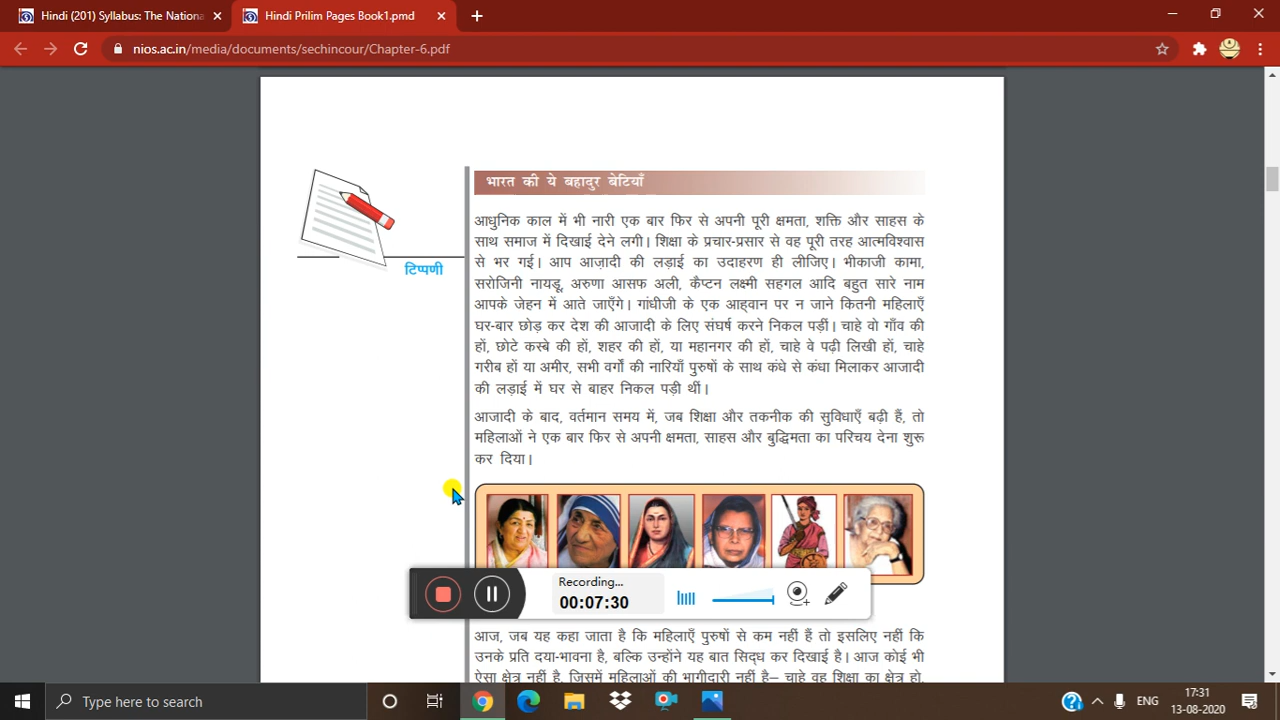 Hindi (201) Syllabus: The Nationa
Hindi Prilim Pages Book1.pmd
nios.ac.in/media/documents/sechincour/Chapter-6.pdf
भारत की ये बहादुर बेटियाँ
टिप्पणी
आधुनिक काल में भी नारी एक बार फिर से अपनी पूरी क्षमता, शक्ति और साहस के
साथ समाज में दिखाई देने लगी। शिक्षा के प्रचार-प्रसार से वह पूरी तरह आत्मविश्वास
से भर गई। आप आज़ादी की लड़ाई का उदाहरण ही लीजिए। भीकाजी कामा,
सरोजिनी नायडू, अरुणा आसफ अली, कैप्टन लक्ष्मी सहगल आदि बहुत सारे नाम
आपके जेहन में आते जाएँगे। गांधीजी के एक आह्वान पर न जाने कितनी महिलाएँ
घर-बार छोड़ कर देश की आजादी के लिए संघर्ष करने निकल पड़ीं। चाहे वो गाँव की
हों, छोटे कस्बे की हों, शहर की हों, या महानगर की हों, चाहे वे पढ़ी लिखी हों, चाहे
गरीब हों या अमीर, सभी वर्गों की नारियाँ पुरुषों के साथ कंधे से कंधा मिलाकर आजादी
की लड़ाई में घर से बाहर निकल पड़ी थीं।
आजादी के बाद, वर्तमान समय में, जब शिक्षा और तकनीक की सुविधाएँ बढ़ी हैं, तो
महिलाओं ने एक बार फिर से अपनी क्षमता, साहस और बुद्धिमता का परिचय देना शुरू
कर दिया।
Recording...
00:07:30
आज, जब यह कहा जाता है कि महिलाएँ पुरुषों से कम नहीं हैं तो इसलिए नहीं कि
उनके प्रति दया-भावना है, बल्कि उन्होंने यह बात सिद्ध कर दिखाई है। आज कोई भी
ऐसा क्षेत्र नहीं है, जिसमें महिलाओं की भागीदारी नहीं है– चाहे वह शिक्षा का क्षेत्र हो,
Type here to search
ENG
17:31
13-08-2020